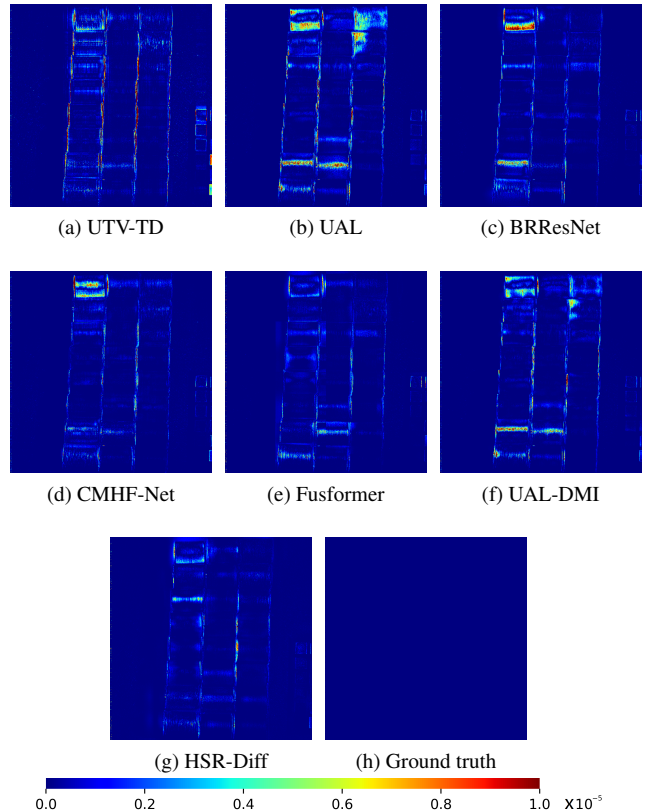 (a) UTV-TD (b) UAL (c) BRResNet
(d) CMHF-Net (e) Fusformer (f) UAL-DMI
(g) HSR-Diff (h) Ground truth
0.0 0.2 0.4 0.6 0.8 1.0 X10⁻⁵